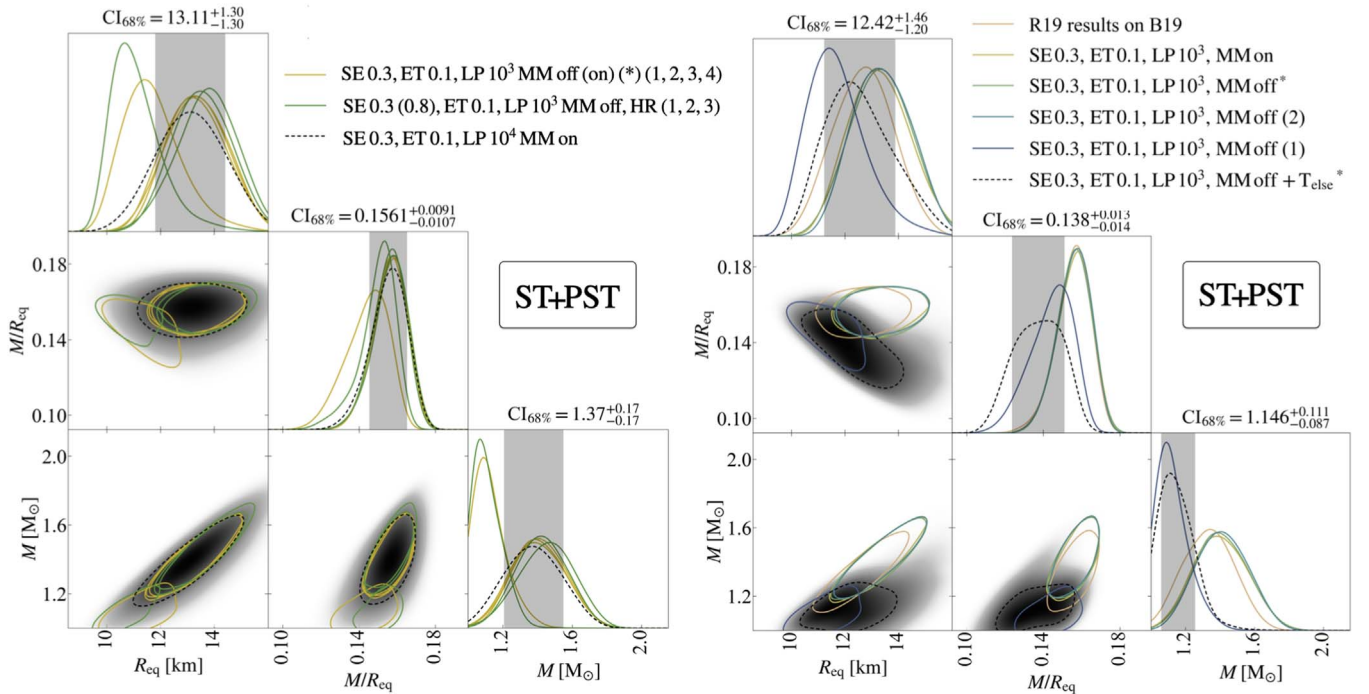 CI68% = 13.11 +1.30 −1.30
SE 0.3, ET 0.1, LP 10³ MM off (on) (*) (1, 2, 3, 4)
SE 0.3 (0.8), ET 0.1, LP 10³ MM off, HR (1, 2, 3)
SE 0.3, ET 0.1, LP 10⁴ MM on
CI68% = 0.1561 +0.0091 −0.0107
0.18
0.14
0.10
M/Req
ST+PST
CI68% = 1.37 +0.17 −0.17
2.0
1.6
1.2
M [M⊙]
10
12
14
Req [km]
0.10
0.14
0.18
M/Req
1.2
1.6
2.0
M [M⊙]
CI68% = 12.42 +1.46 −1.20
R19 results on B19
SE 0.3, ET 0.1, LP 10³, MM on
SE 0.3, ET 0.1, LP 10³, MM off *
SE 0.3, ET 0.1, LP 10³, MM off (2)
SE 0.3, ET 0.1, LP 10³, MM off (1)
SE 0.3, ET 0.1, LP 10³, MM off + Telse *
CI68% = 0.138 +0.013 −0.014
0.18
0.14
0.10
M/Req
ST+PST
CI68% = 1.146 +0.111 −0.087
2.0
1.6
1.2
M [M⊙]
10
12
14
Req [km]
0.10
0.14
0.18
M/Req
1.2
1.6
2.0
M [M⊙]